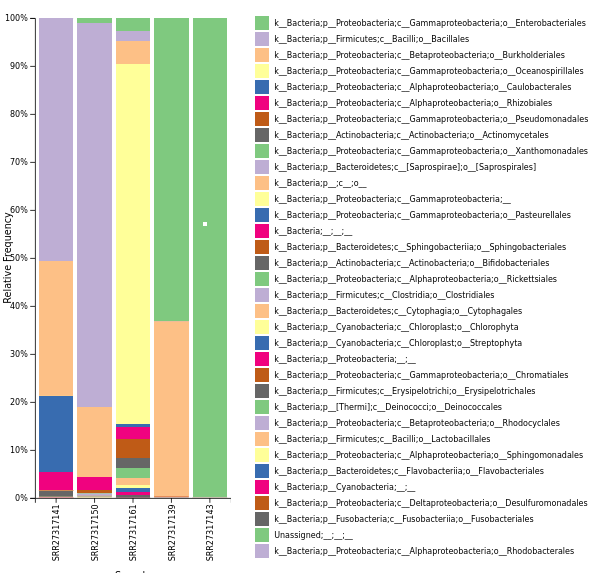 100%
90%
80%
70%
60%
50%
40%
30%
20%
10%
0%
Relative Frequency
SRR27317141
SRR27317150
SRR27317161
SRR27317139
SRR27317143
k__Bacteria;p__Proteobacteria;c__Gammaproteobacteria;o__Enterobacteriales
k__Bacteria;p__Firmicutes;c__Bacilli;o__Bacillales
k__Bacteria;p__Proteobacteria;c__Betaproteobacteria;o__Burkholderiales
k__Bacteria;p__Proteobacteria;c__Gammaproteobacteria;o__Oceanospirillales
k__Bacteria;p__Proteobacteria;c__Alphaproteobacteria;o__Caulobacterales
k__Bacteria;p__Proteobacteria;c__Alphaproteobacteria;o__Rhizobiales
k__Bacteria;p__Proteobacteria;c__Gammaproteobacteria;o__Pseudomonadales
k__Bacteria;p__Actinobacteria;c__Actinobacteria;o__Actinomycetales
k__Bacteria;p__Proteobacteria;c__Gammaproteobacteria;o__Xanthomonadales
k__Bacteria;p__Bacteroidetes;c__[Saprospirae];o__[Saprospirales]
k__Bacteria;p__;c__;o__
k__Bacteria;p__Proteobacteria;c__Gammaproteobacteria;__
k__Bacteria;p__Proteobacteria;c__Gammaproteobacteria;o__Pasteurellales
k__Bacteria;__;__;__
k__Bacteria;p__Bacteroidetes;c__Sphingobacteriia;o__Sphingobacteriales
k__Bacteria;p__Actinobacteria;c__Actinobacteria;o__Bifidobacteriales
k__Bacteria;p__Proteobacteria;c__Alphaproteobacteria;o__Rickettsiales
k__Bacteria;p__Firmicutes;c__Clostridia;o__Clostridiales
k__Bacteria;p__Bacteroidetes;c__Cytophagia;o__Cytophagales
k__Bacteria;p__Cyanobacteria;c__Chloroplast;o__Chlorophyta
k__Bacteria;p__Cyanobacteria;c__Chloroplast;o__Streptophyta
k__Bacteria;p__Proteobacteria;__;__
k__Bacteria;p__Proteobacteria;c__Gammaproteobacteria;o__Chromatiales
k__Bacteria;p__Firmicutes;c__Erysipelotrichi;o__Erysipelotrichales
k__Bacteria;p__[Thermi];c__Deinococci;o__Deinococcales
k__Bacteria;p__Proteobacteria;c__Betaproteobacteria;o__Rhodocyclales
k__Bacteria;p__Firmicutes;c__Bacilli;o__Lactobacillales
k__Bacteria;p__Proteobacteria;c__Alphaproteobacteria;o__Sphingomonadales
k__Bacteria;p__Bacteroidetes;c__Flavobacteriia;o__Flavobacteriales
k__Bacteria;p__Cyanobacteria;__;__
k__Bacteria;p__Proteobacteria;c__Deltaproteobacteria;o__Desulfuromonadales
k__Bacteria;p__Fusobacteria;c__Fusobacteriia;o__Fusobacteriales
Unassigned;__;__;__
k__Bacteria;p__Proteobacteria;c__Alphaproteobacteria;o__Rhodobacterales